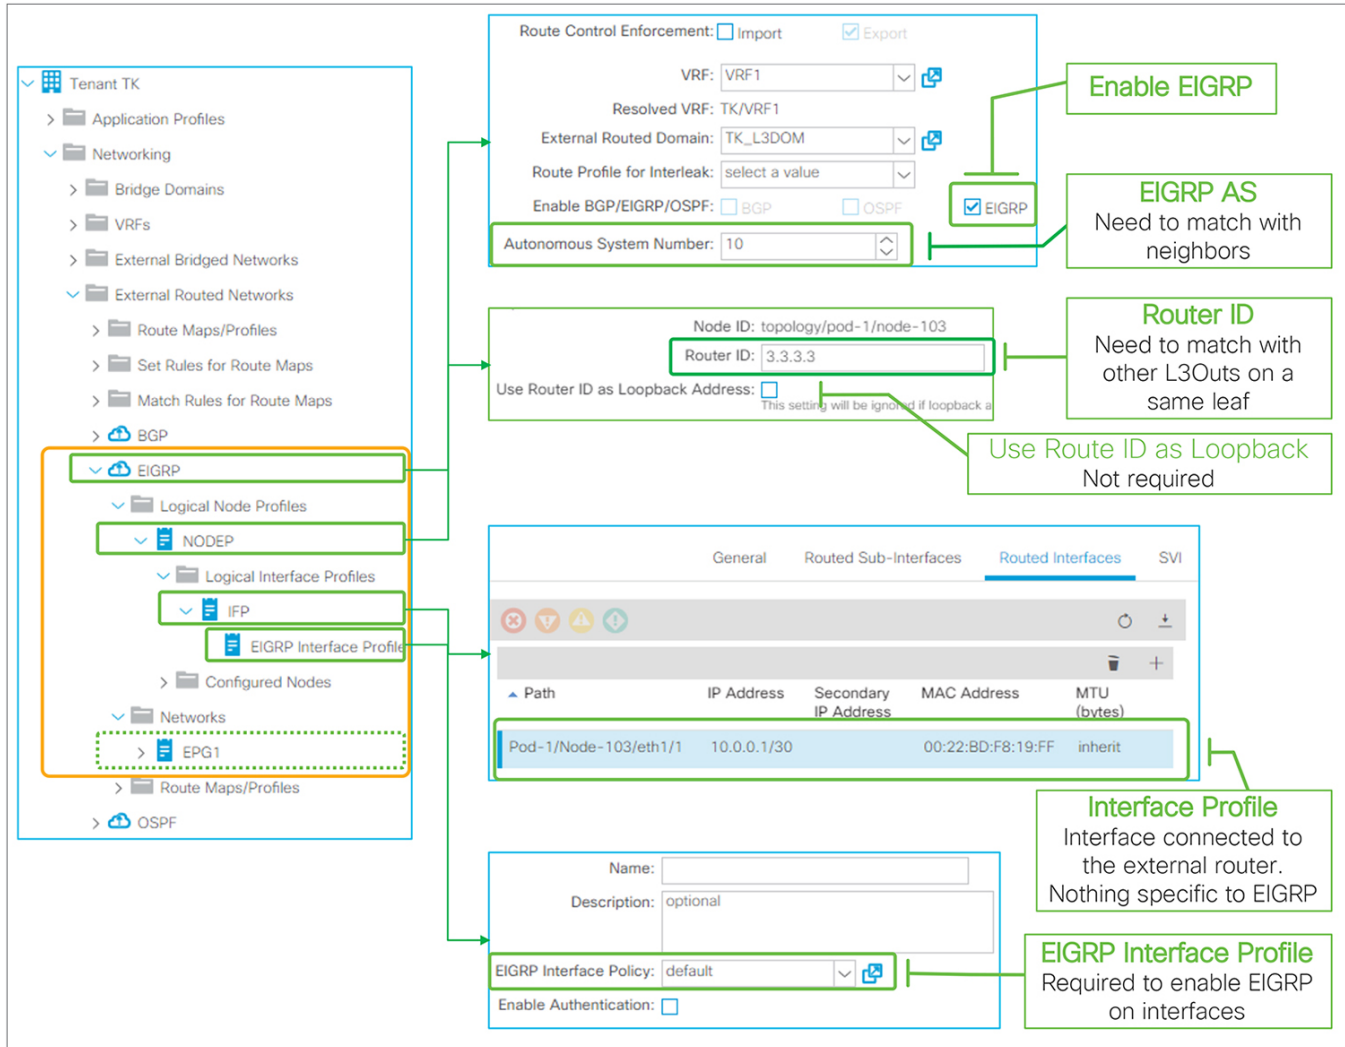 Tenant TK
Application Profiles
Networking
Bridge Domains
VRFs
External Bridged Networks
External Routed Networks
Route Maps/Profiles
Set Rules for Route Maps
Match Rules for Route Maps
BGP
EIGRP
Logical Node Profiles
NODEP
Logical Interface Profiles
IFP
EIGRP Interface Profile
Configured Nodes
Networks
EPG1
Route Maps/Profiles
OSPF
Route Control Enforcement: Import Export
VRF: VRF1
Resolved VRF: TK/VRF1
External Routed Domain: TK_L3DOM
Route Profile for Interleak: select a value
Enable BGP/EIGRP/OSPF: BGP OSPF EIGRP
Autonomous System Number: 10
Enable EIGRP
EIGRP AS
Need to match with
neighbors
Node ID: topology/pod-1/node-103
Router ID: 3.3.3.3
Use Router ID as Loopback Address:
This setting will be ignored if loopback a
Router ID
Need to match with
other L3Outs on a
same leaf
Use Route ID as Loopback
Not required
General Routed Sub-Interfaces Routed Interfaces SVI
Path IP Address Secondary MAC Address MTU
IP Address (bytes)
Pod-1/Node-103/eth1/1 10.0.0.1/30 00:22:BD:F8:19:FF inherit
Interface Profile
Interface connected to
the external router.
Nothing specific to EIGRP
Name:
Description: optional
EIGRP Interface Policy: default
Enable Authentication:
EIGRP Interface Profile
Required to enable EIGRP
on interfaces